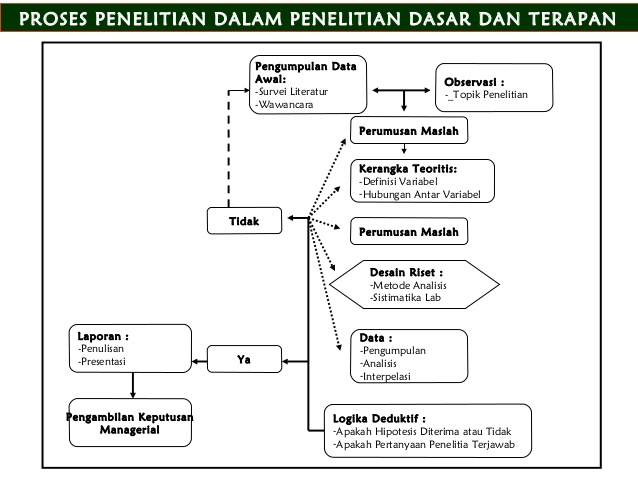 PROSES PENELITIAN DALAM PENELITIAN DASAR DAN TERAPAN
Pengumpulan Data
Awal:
-Survei Literatur
-Wawancara
Observasi :
-_Topik Penelitian
Perumusan Maslah
Kerangka Teoritis:
-Definisi Variabel
-Hubungan Antar Variabel
Tidak
Perumusan Maslah
Desain Riset :
-Metode Analisis
-Sistimatika Lab
Laporan :
-Penulisan
-Presentasi
Ya
Data :
-Pengumpulan
-Analisis
-Interpelasi
Pengambilan Keputusan
Managerial
Logika Deduktif :
-Apakah Hipotesis Diterima atau Tidak
-Apakah Pertanyaan Penelitia Terjawab